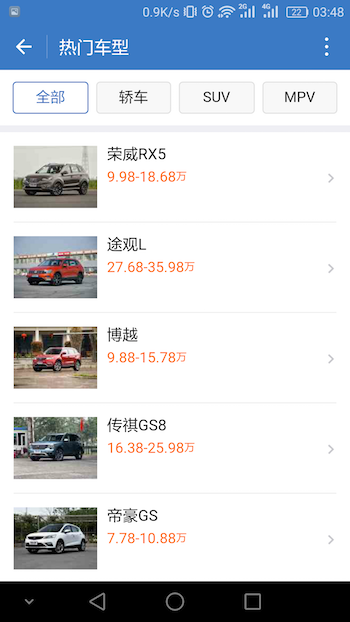 0.9K/s 2G 4G 22 03:48
热门车型
全部 轿车 SUV MPV
荣威RX5
9.98-18.68万
途观L
27.68-35.98万
博越
9.88-15.78万
传祺GS8
16.38-25.98万
帝豪GS
7.78-10.88万